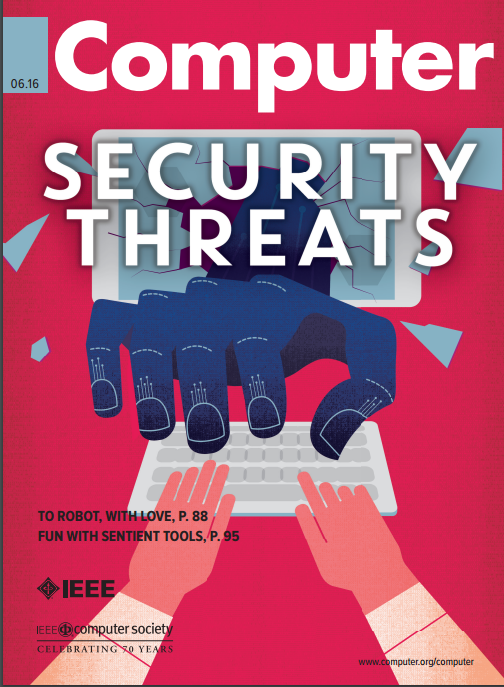 06.16
Computer
SECURITY
THREATS
TO ROBOT, WITH LOVE, P. 88
FUN WITH SENTIENT TOOLS, P. 95
IEEE
IEEE computer society
CELEBRATING 70 YEARS
www.computer.org/computer